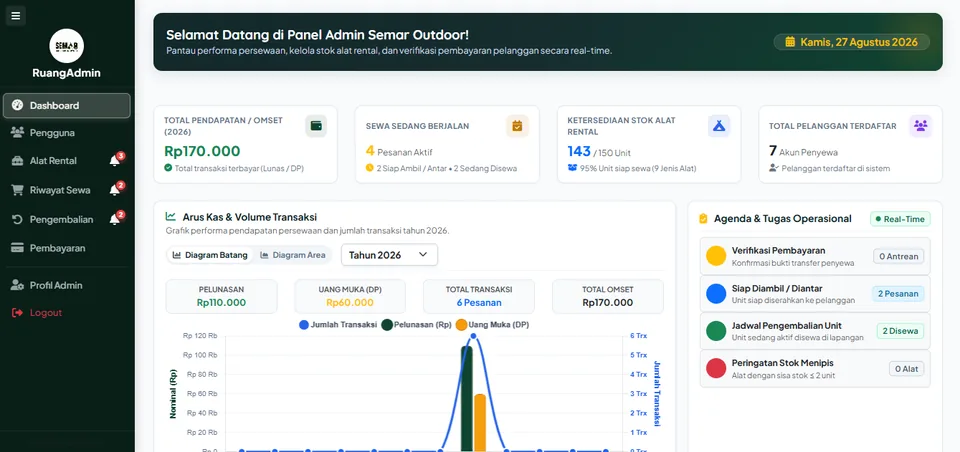 SEMAR
RuangAdmin
Dashboard
Pengguna
Alat Rental
3
Riwayat Sewa
2
Pengembalian
2
Pembayaran
Profil Admin
Logout
Selamat Datang di Panel Admin Semar Outdoor!
Pantau performa persewaan, kelola stok alat rental, dan verifikasi pembayaran pelanggan secara real-time.
Kamis, 27 Agustus 2026
TOTAL PENDAPATAN / OMSET (2026)
Rp170.000
Total transaksi terbayar (Lunas / DP)
SEWA SEDANG BERJALAN
4 Pesanan Aktif
2 Siap Ambil / Antar • 2 Sedang Disewa
KETERSEDIAAN STOK ALAT RENTAL
143 / 150 Unit
95% Unit siap sewa (9 Jenis Alat)
TOTAL PELANGGAN TERDAFTAR
7 Akun Penyewa
Pelanggan terdaftar di sistem
Arus Kas & Volume Transaksi
Grafik performa pendapatan persewaan dan jumlah transaksi tahun 2026.
Diagram Batang
Diagram Area
Tahun 2026
PELUNASAN
Rp110.000
UANG MUKA (DP)
Rp60.000
TOTAL TRANSAKSI
6 Pesanan
TOTAL OMSET
Rp170.000
Jumlah Transaksi
Pelunasan (Rp)
Uang Muka (DP)
Nominal (Rp)
Rp 120 Rb
Rp 100 Rb
Rp 80 Rb
Rp 60 Rb
Rp 40 Rb
Rp 20 Rb
Rp 0
6 Trx
5 Trx
4 Trx
3 Trx
2 Trx
1 Trx
0 Trx
Jumlah Transaksi
Agenda & Tugas Operasional
Real-Time
Verifikasi Pembayaran
Konfirmasi bukti transfer penyewa
0 Antrean
Siap Diambil / Diantar
Unit siap diserahkan ke pelanggan
2 Pesanan
Jadwal Pengembalian Unit
Unit sedang aktif disewa di lapangan
2 Disewa
Peringatan Stok Menipis
Alat dengan sisa stok ≤ 2 unit
0 Alat